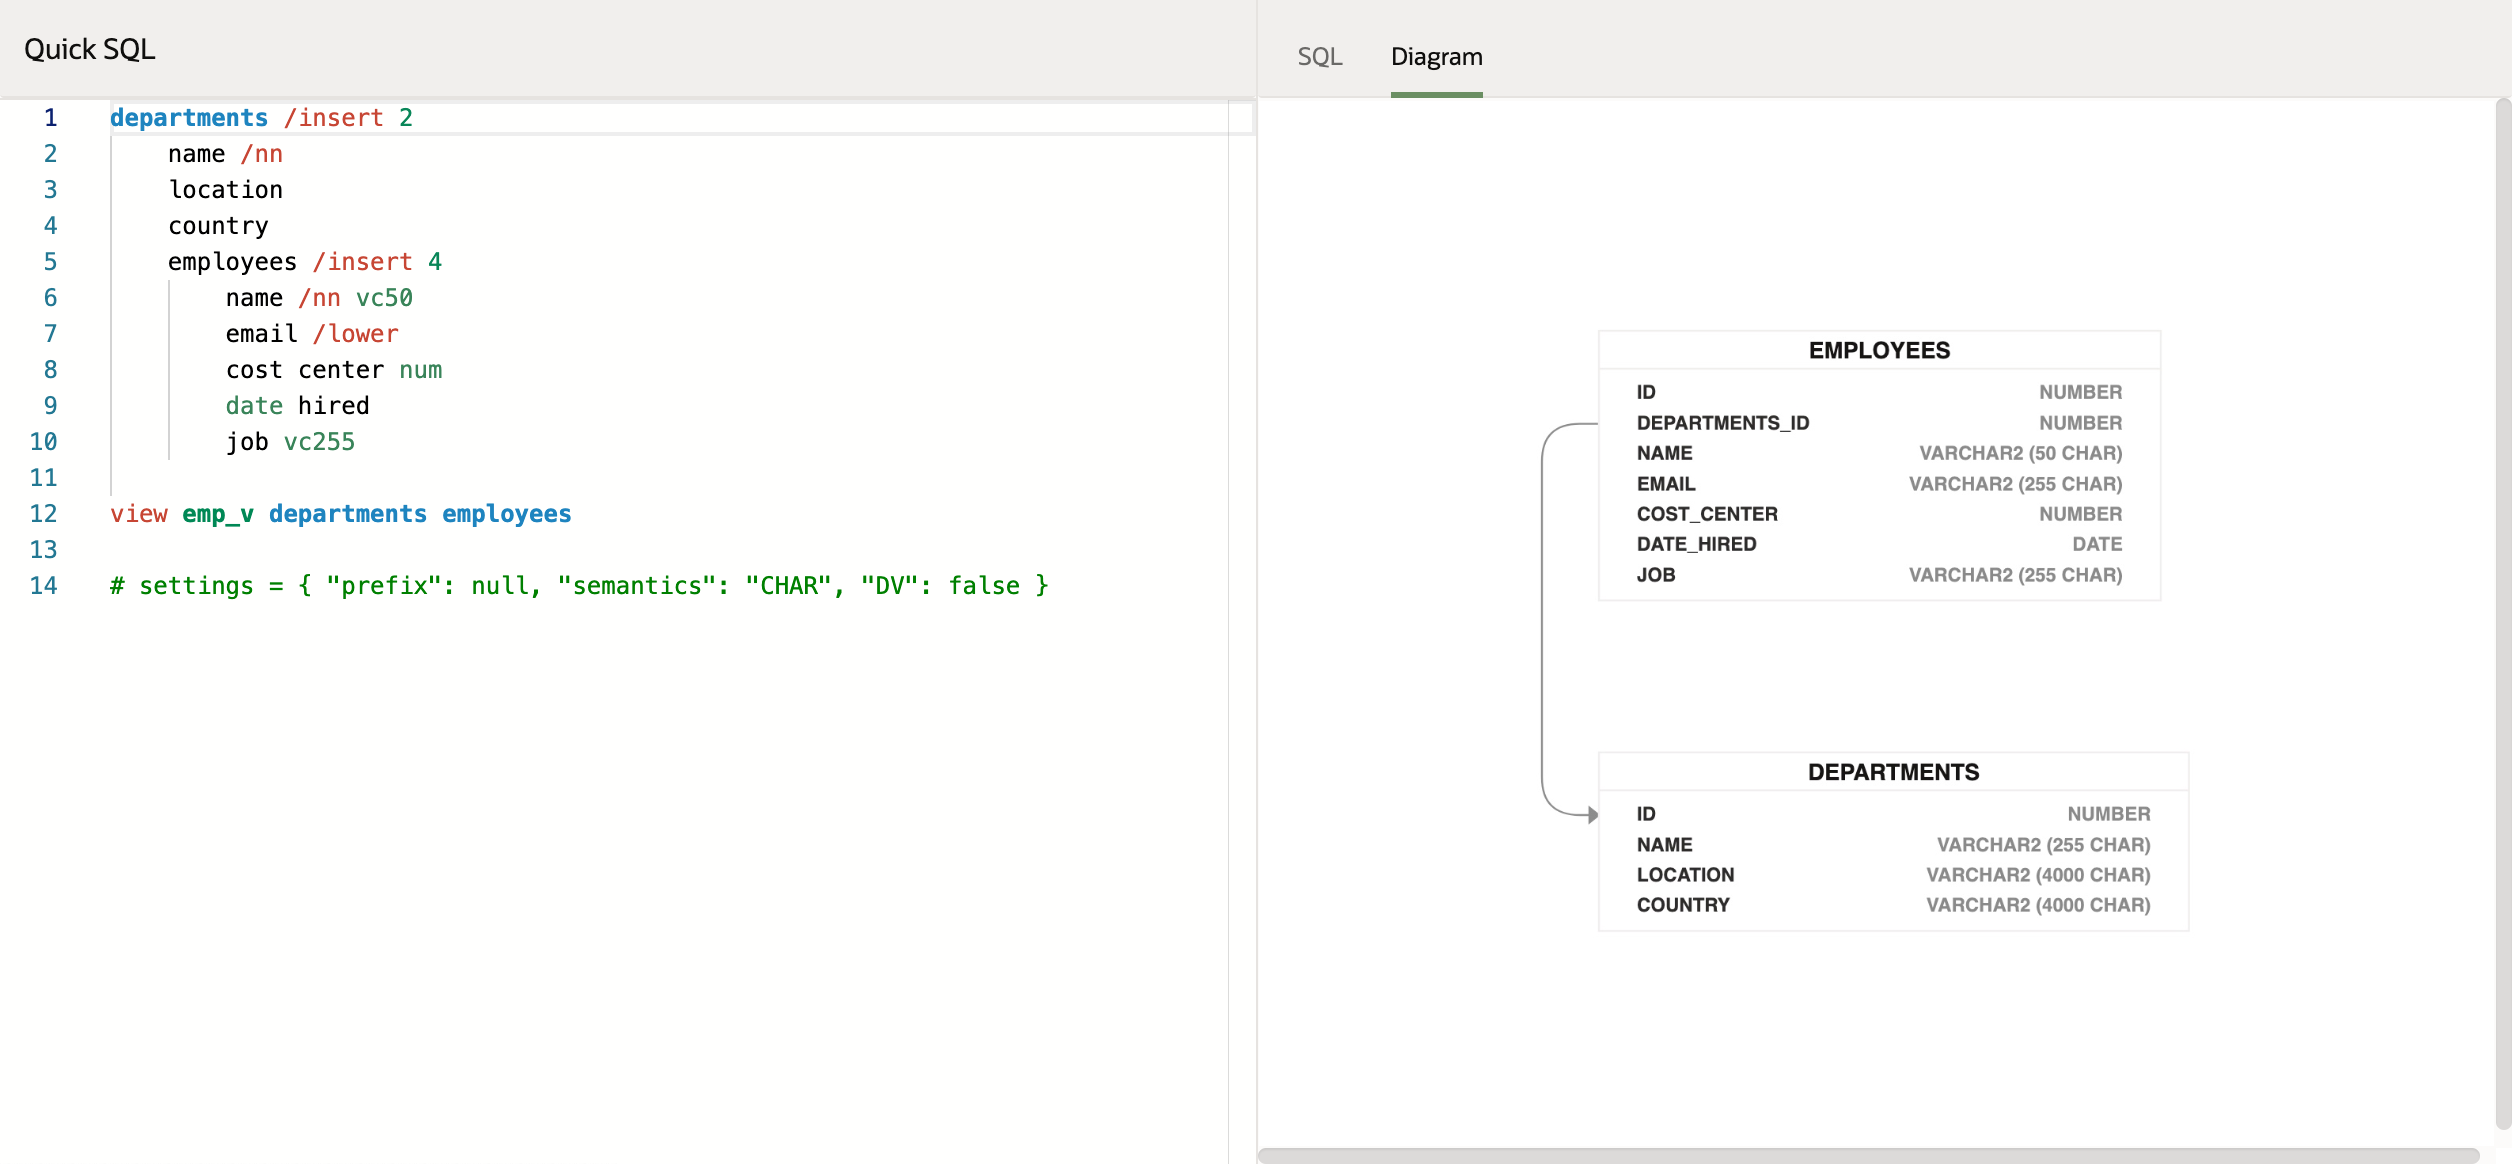 Quick SQL
1 departments /insert 2
2 name /nn
3 location
4 country
5 employees /insert 4
6 name /nn vc50
7 email /lower
8 cost center num
9 date hired
10 job vc255
11
12 view emp_v departments employees
13
14 # settings = { "prefix": null, "semantics": "CHAR", "DV": false }
SQL Diagram
EMPLOYEES
ID NUMBER
DEPARTMENTS_ID NUMBER
NAME VARCHAR2 (50 CHAR)
EMAIL VARCHAR2 (255 CHAR)
COST_CENTER NUMBER
DATE_HIRED DATE
JOB VARCHAR2 (255 CHAR)
DEPARTMENTS
ID NUMBER
NAME VARCHAR2 (255 CHAR)
LOCATION VARCHAR2 (4000 CHAR)
COUNTRY VARCHAR2 (4000 CHAR)